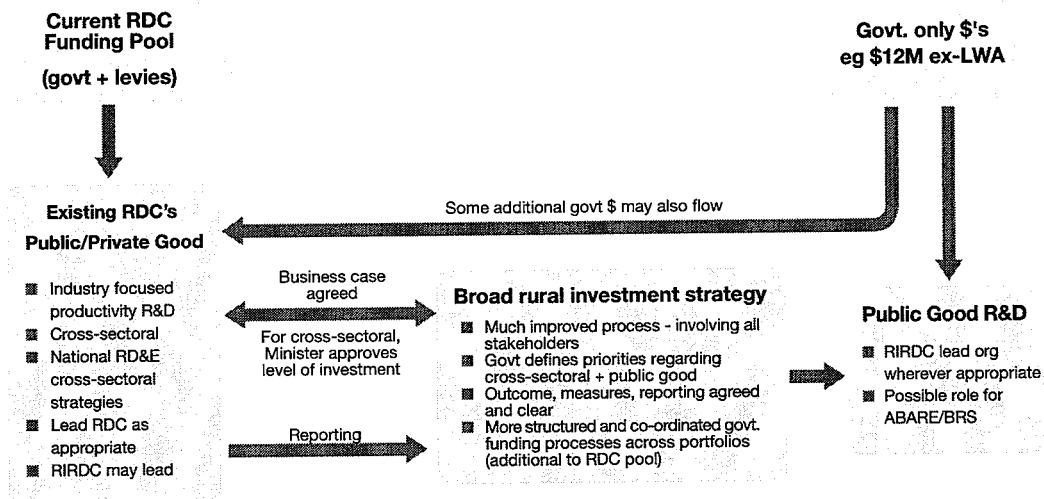 Current RDC
Funding Pool
(govt + levies)
Govt. only $'s
eg $12M ex-LWA
Some additional govt $ may also flow
Existing RDC's
Public/Private Good
Industry focused
productivity R&D
Cross-sectoral
National RD&E
cross-sectoral
strategies
Lead RDC as
appropriate
RIRDC may lead
Business case
agreed
For cross-sectoral,
Minister approves
level of investment
Reporting
Broad rural investment strategy
Much improved process - involving all
stakeholders
Govt defines priorities regarding
cross-sectoral + public good
Outcome, measures, reporting agreed
and clear
More structured and co-ordinated govt.
funding processes across portfolios
(additional to RDC pool)
Public Good R&D
RIRDC lead org
wherever appropriate
Possible role for
ABARE/BRS